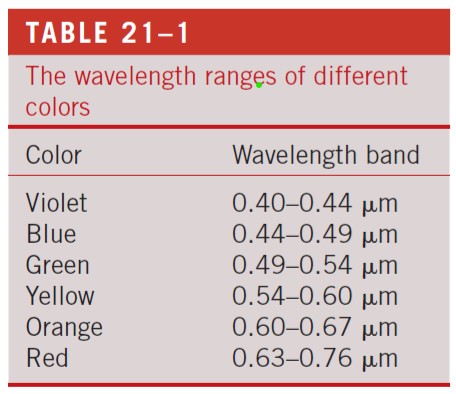 TABLE 21–1
The wavelength ranges of different
colors
Color Wavelength band
Violet 0.40–0.44 μm
Blue 0.44–0.49 μm
Green 0.49–0.54 μm
Yellow 0.54–0.60 μm
Orange 0.60–0.67 μm
Red 0.63–0.76 μm